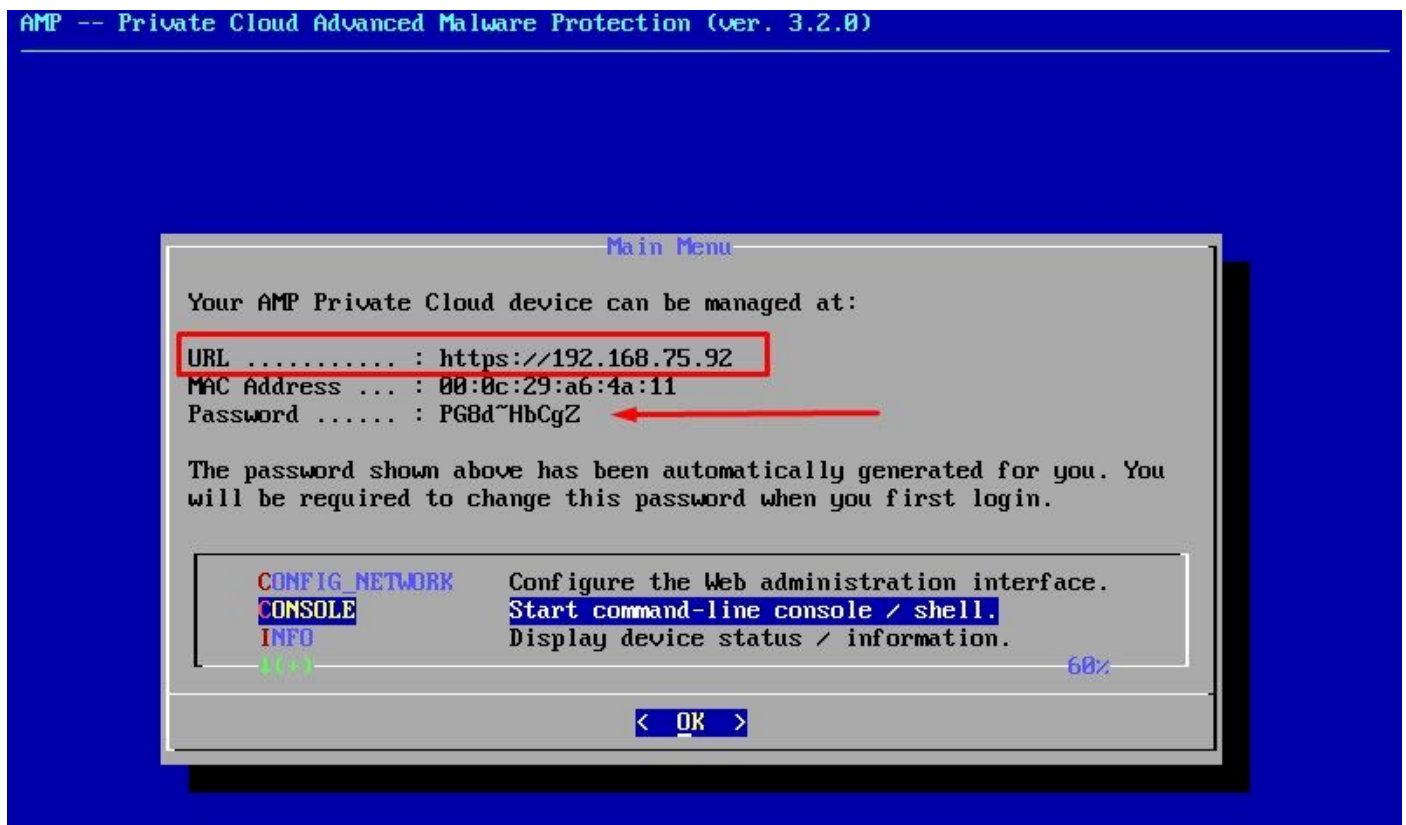 AMP -- Private Cloud Advanced Malware Protection (ver. 3.2.0)
Main Menu
Your AMP Private Cloud device can be managed at:
URL ........... : https://192.168.75.92
MAC Address ... : 00:0c:29:a6:4a:11
Password ...... : PG8d~HbCgZ
The password shown above has been automatically generated for you. You
will be required to change this password when you first login.
CONFIG_NETWORK Configure the Web administration interface.
CONSOLE Start command-line console / shell.
INFO Display device status / information.
↓(+) 60%
< OK >